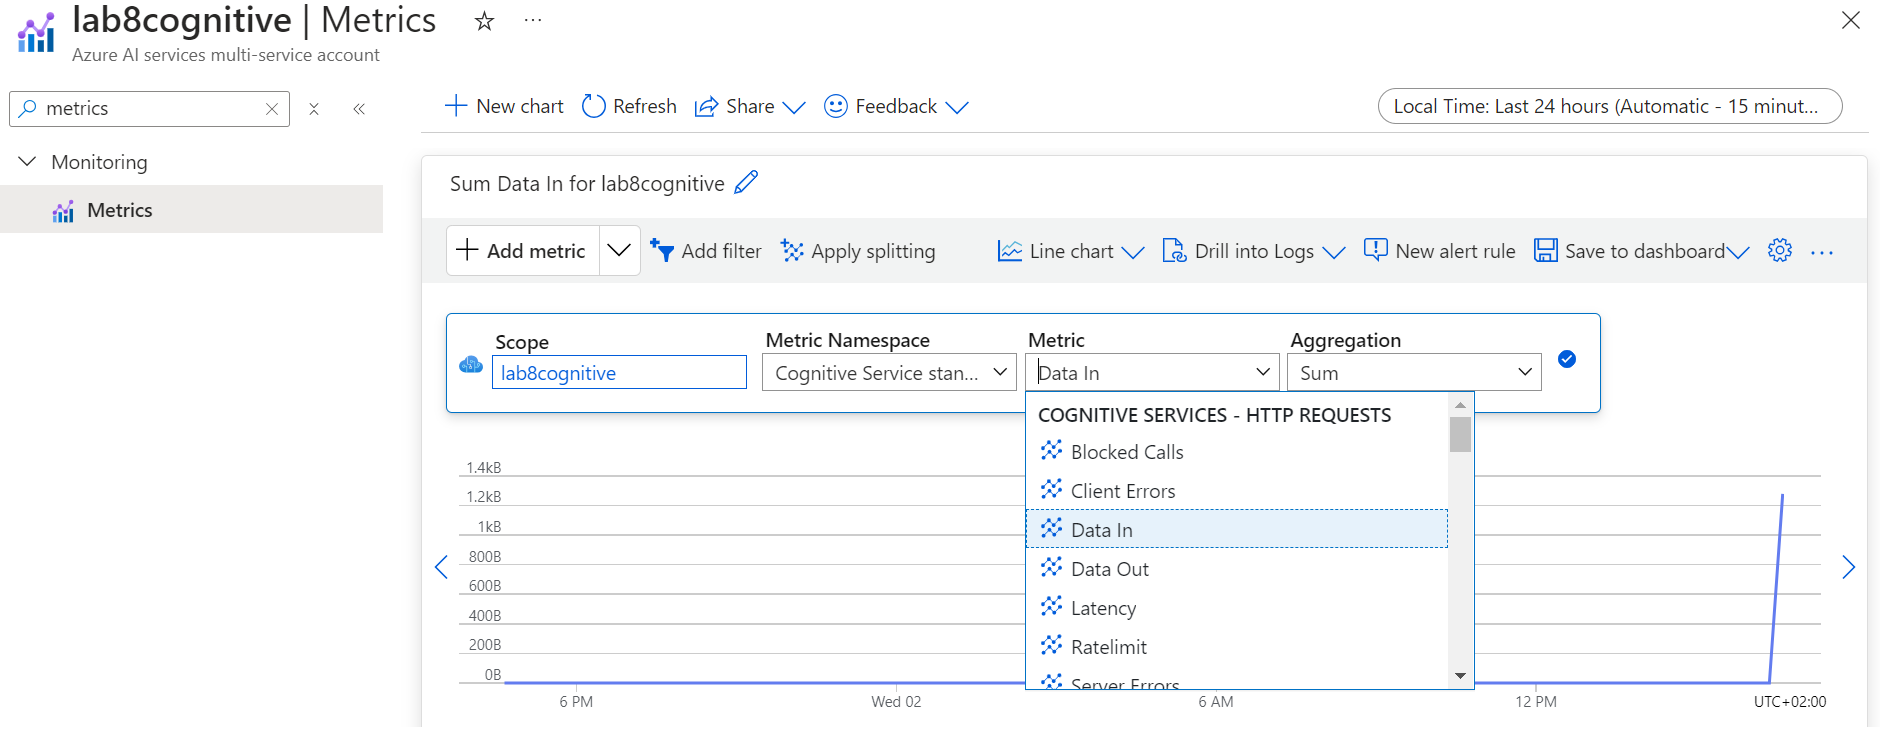 lab8cognitive | Metrics
Azure AI services multi-service account
metrics
Monitoring
Metrics
New chart Refresh Share Feedback
Local Time: Last 24 hours (Automatic - 15 minut...
Sum Data In for lab8cognitive
Add metric Add filter Apply splitting Line chart Drill into Logs New alert rule Save to dashboard
Scope Metric Namespace Metric Aggregation
lab8cognitive Cognitive Service stan... Data In Sum
COGNITIVE SERVICES - HTTP REQUESTS
Blocked Calls
Client Errors
Data In
Data Out
Latency
Ratelimit
Server Errors
1.4kB
1.2kB
1kB
800B
600B
400B
200B
0B
6 PM Wed 02 6 AM 12 PM UTC+02:00